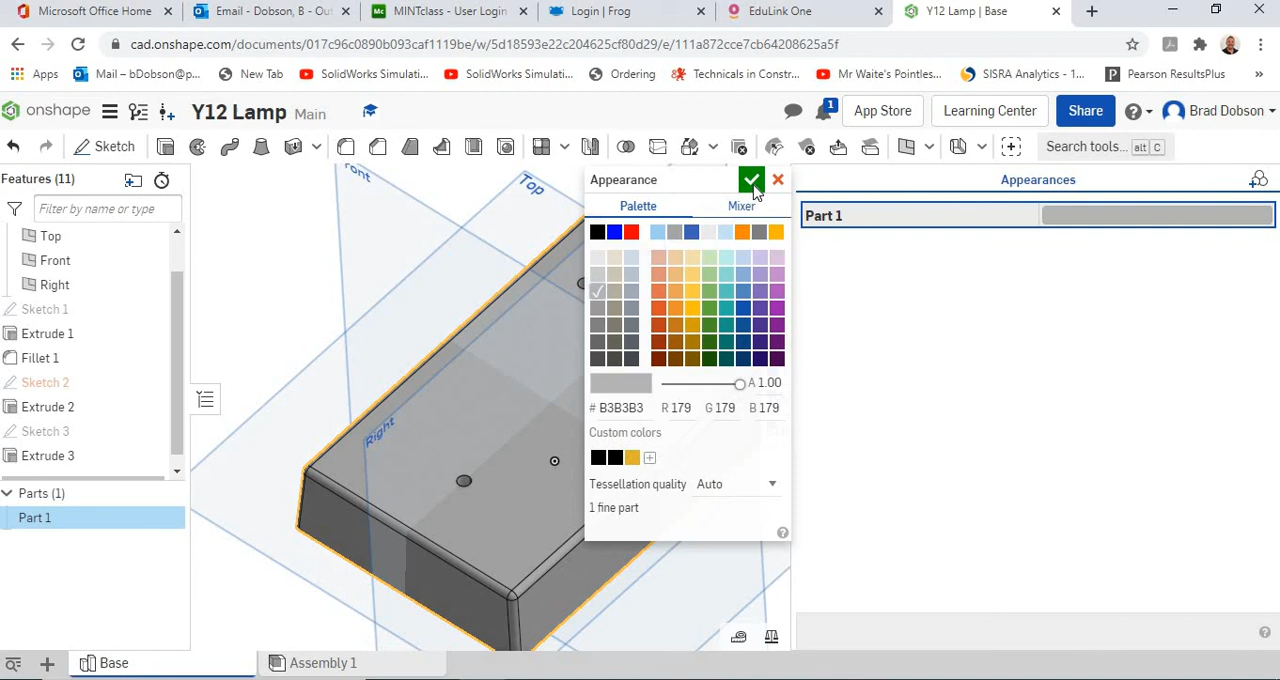 Microsoft Office Home
Email - Dobson, B - Out
MINTclass - User Login
Login | Frog
EduLink One
Y12 Lamp | Base
cad.onshape.com/documents/017c96c0890b093caf1119be/w/5d18593e22c204625cf80d29/e/111a872cce7cb64208625a5f
Apps
Mail – bDobson@p...
New Tab
SolidWorks Simulati...
SolidWorks Simulati...
Ordering
Technicals in Constr...
Mr Waite's Pointles...
SISRA Analytics - 1...
Pearson ResultsPlus
»
onshape
Y12 Lamp Main
1
App Store
Learning Center
Share
Brad Dobson
Sketch
Search tools... alt C
Features (11)
Filter by name or type
Top
Front
Right
Sketch 1
Extrude 1
Fillet 1
Sketch 2
Extrude 2
Sketch 3
Extrude 3
Parts (1)
Part 1
ront
Top
Right
Appearance
Palette
Mixer
A 1.00
# B3B3B3
R 179
G 179
B 179
Custom colors
Tessellation quality
Auto
1 fine part
Appearances
Part 1
Base
Assembly 1